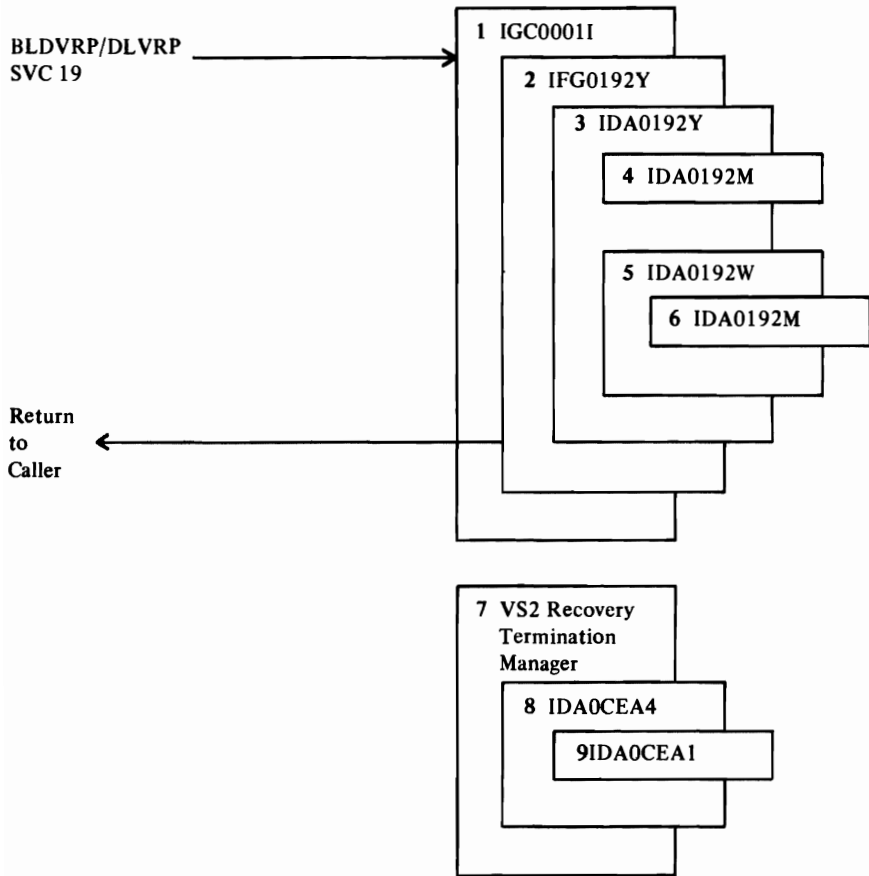 1 IGC0001I
BLDVRP/DLVRP
SVC 19
2 IFG0192Y
3 IDA0192Y
4 IDA0192M
5 IDA0192W
6 IDA0192M
Return
to
Caller
7 VS2 Recovery
Termination
Manager
8 IDA0CEA4
9IDA0CEA1